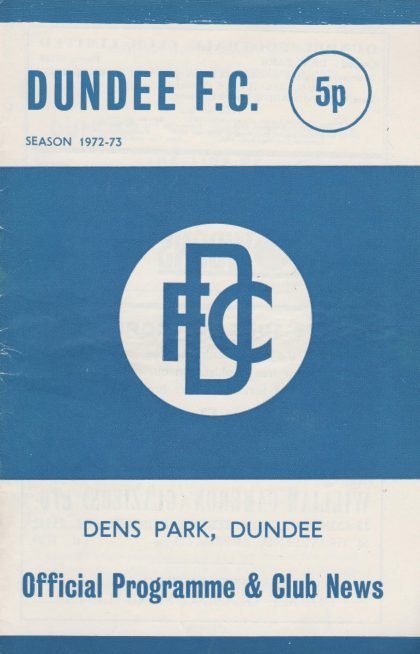 DUNDEE F.C.
5p
SEASON 1972-73
DFC
DENS PARK, DUNDEE
Official Programme & Club News